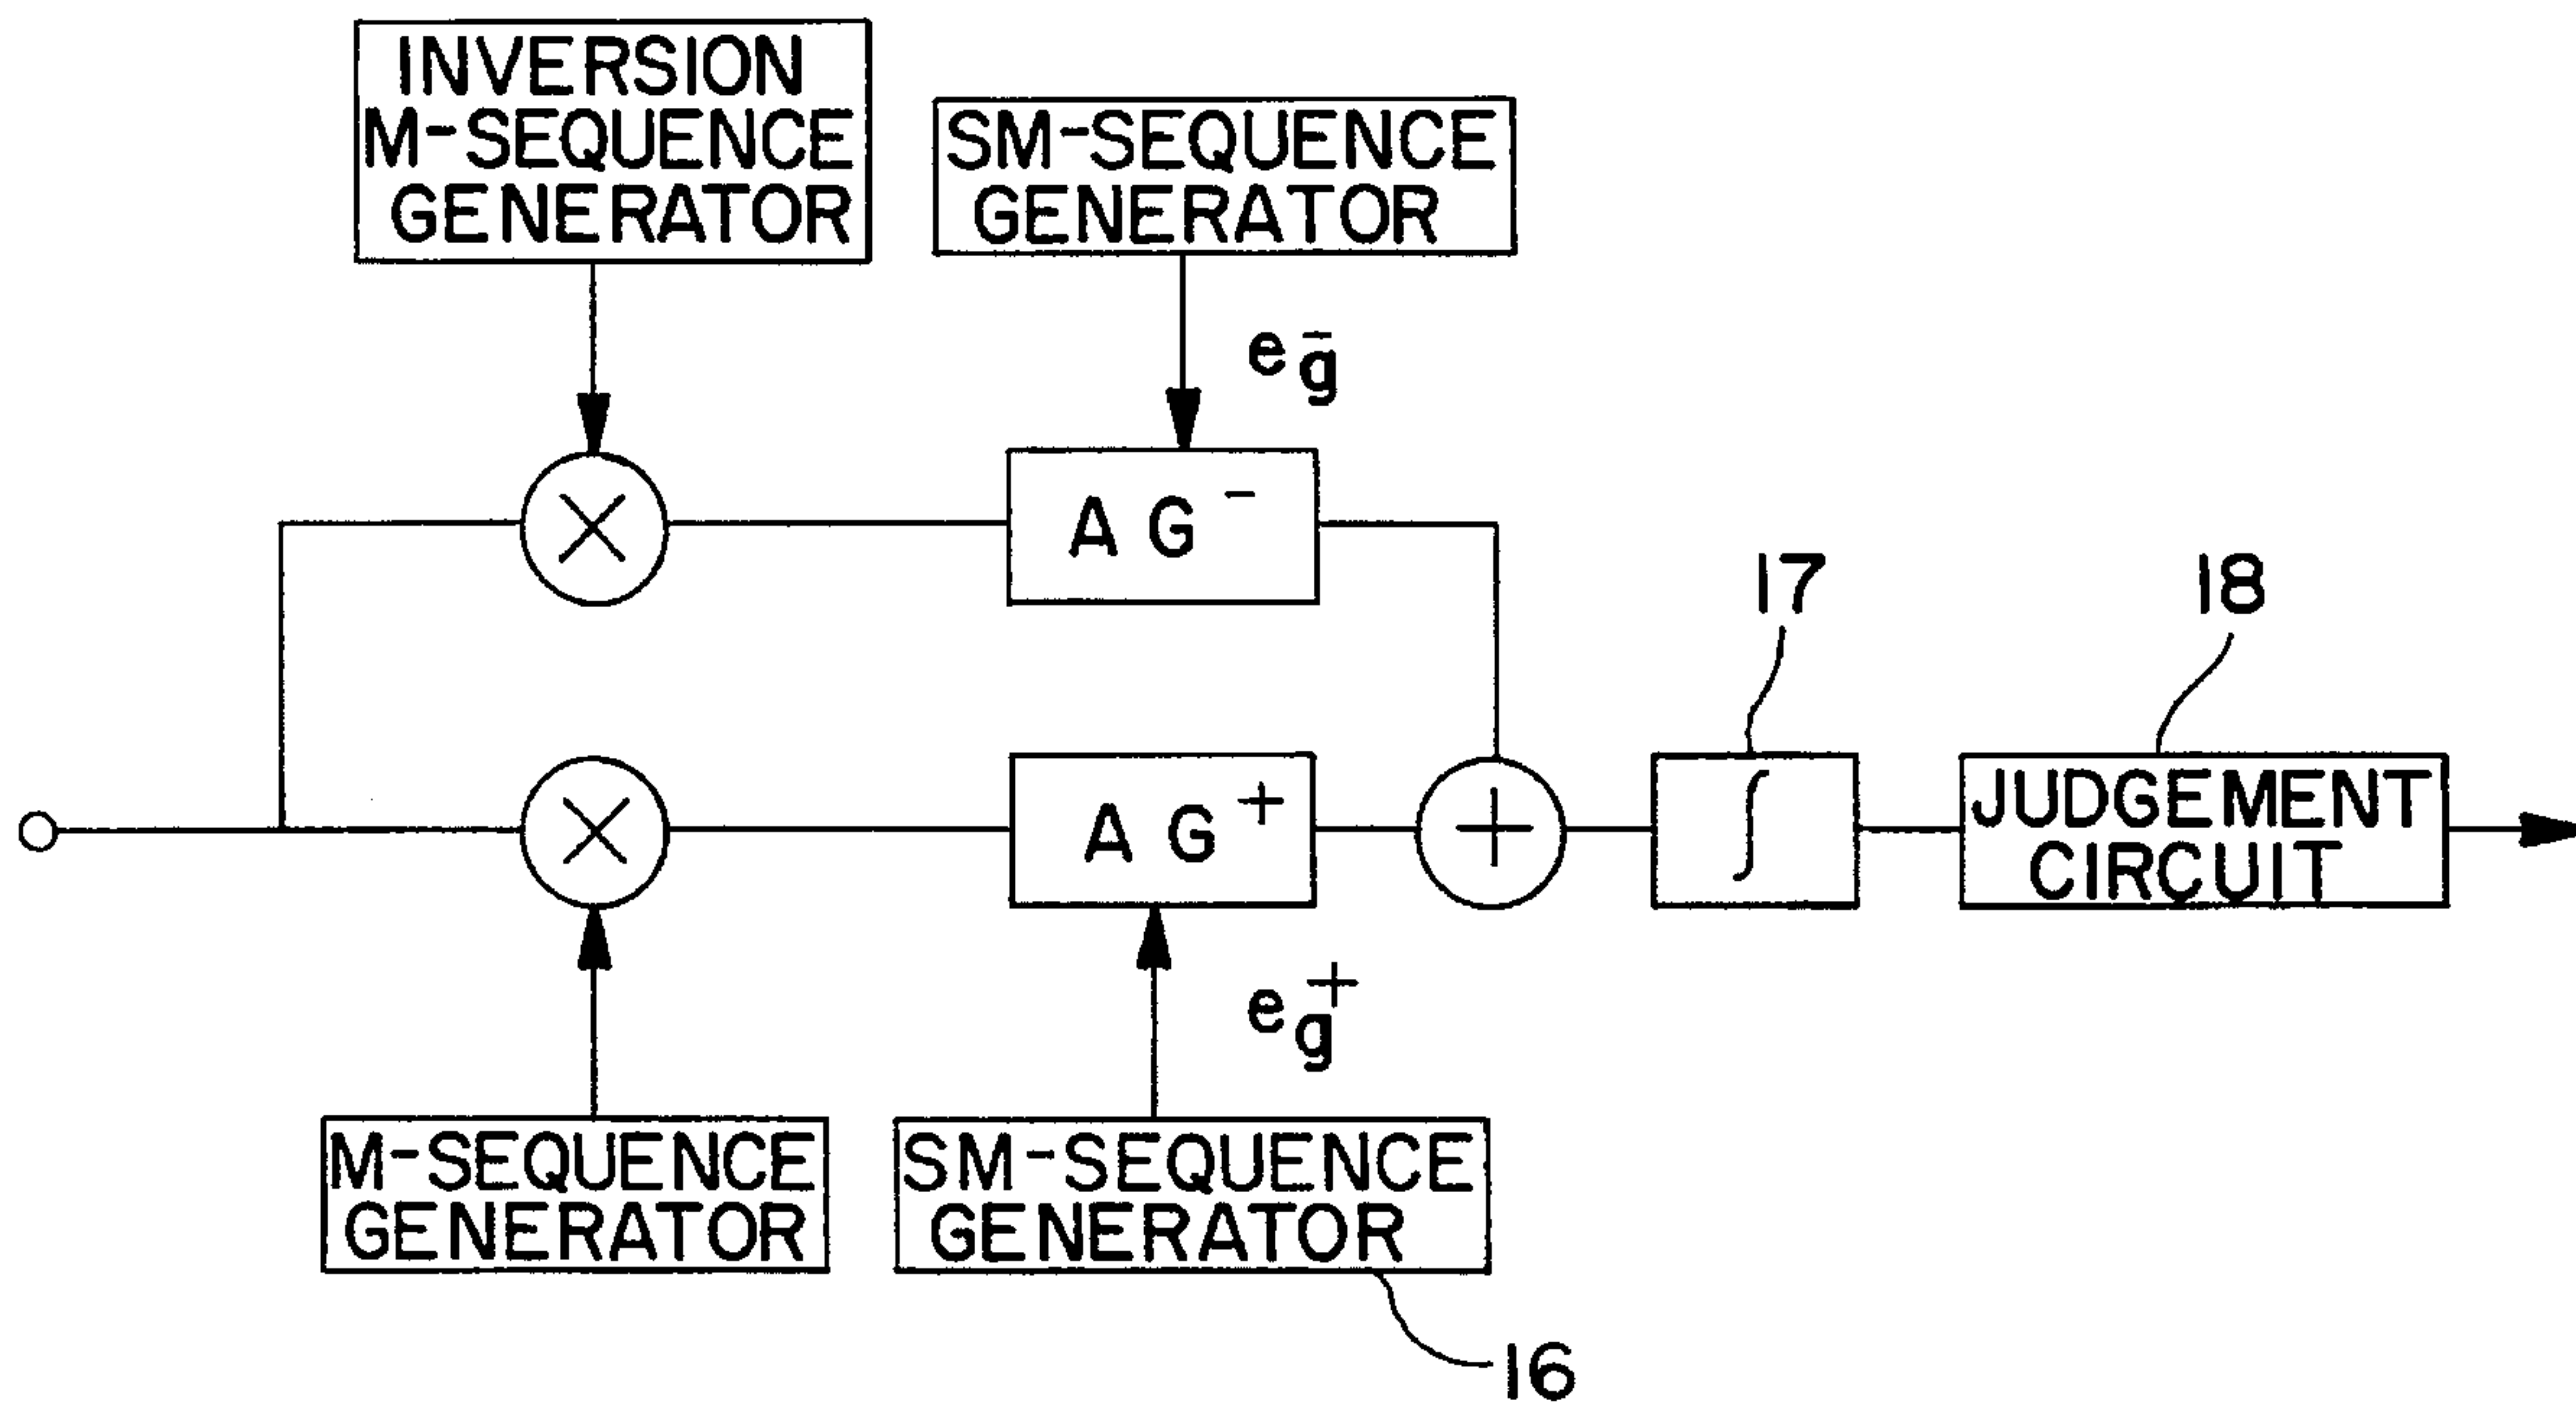 INVERSION
M-SEQUENCE
GENERATOR
SM-SEQUENCE
GENERATOR
e g⁻
×
A G⁻
17
18
×
A G⁺
+
∫
JUDGEMENT
CIRCUIT
e g⁺
M-SEQUENCE
GENERATOR
SM-SEQUENCE
GENERATOR
16